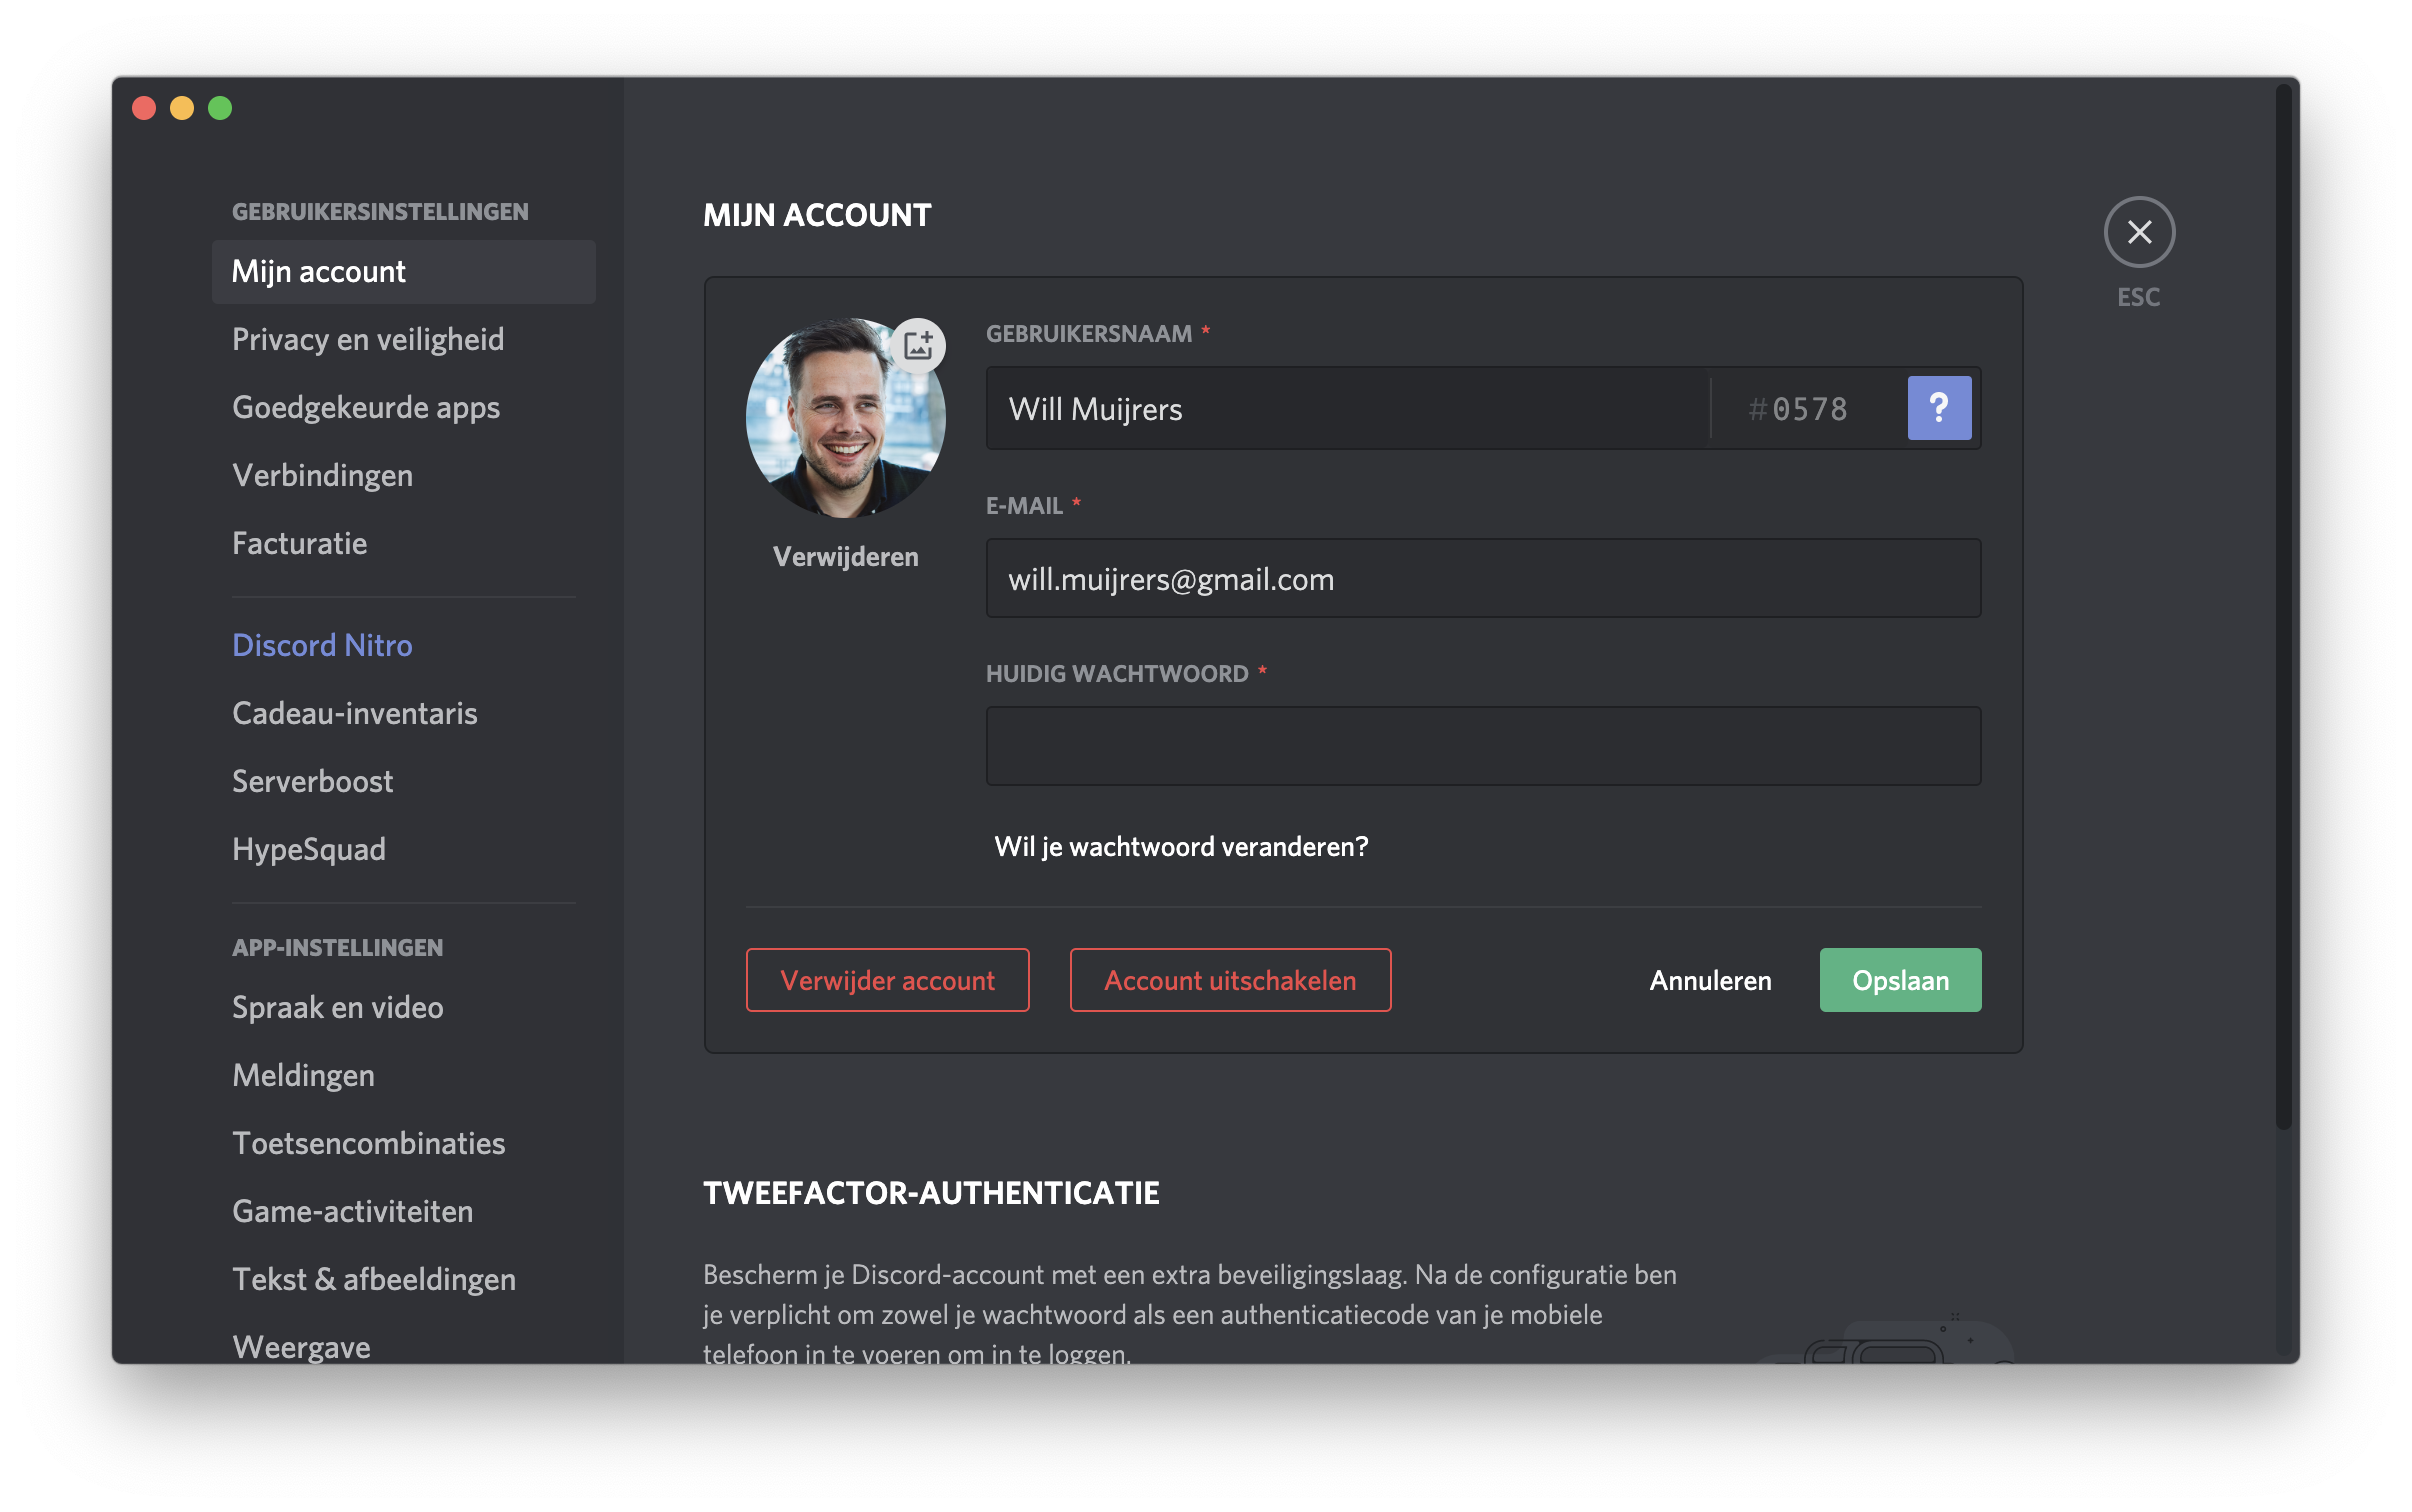 GEBRUIKERSINSTELLINGEN
Mijn account
Privacy en veiligheid
Goedgekeurde apps
Verbindingen
Facturatie
Discord Nitro
Cadeau-inventaris
Serverboost
HypeSquad
APP-INSTELLINGEN
Spraak en video
Meldingen
Toetsencombinaties
Game-activiteiten
Tekst & afbeeldingen
Weergave
MIJN ACCOUNT
ESC
Verwijderen
GEBRUIKERSNAAM *
Will Muijrers #0578 ?
E-MAIL *
will.muijrers@gmail.com
HUIDIG WACHTWOORD *
Wil je wachtwoord veranderen?
Verwijder account Account uitschakelen Annuleren Opslaan
TWEEFACTOR-AUTHENTICATIE
Bescherm je Discord-account met een extra beveiligingslaag. Na de configuratie ben
je verplicht om zowel je wachtwoord als een authenticatiecode van je mobiele
telefoon in te voeren om in te loggen.